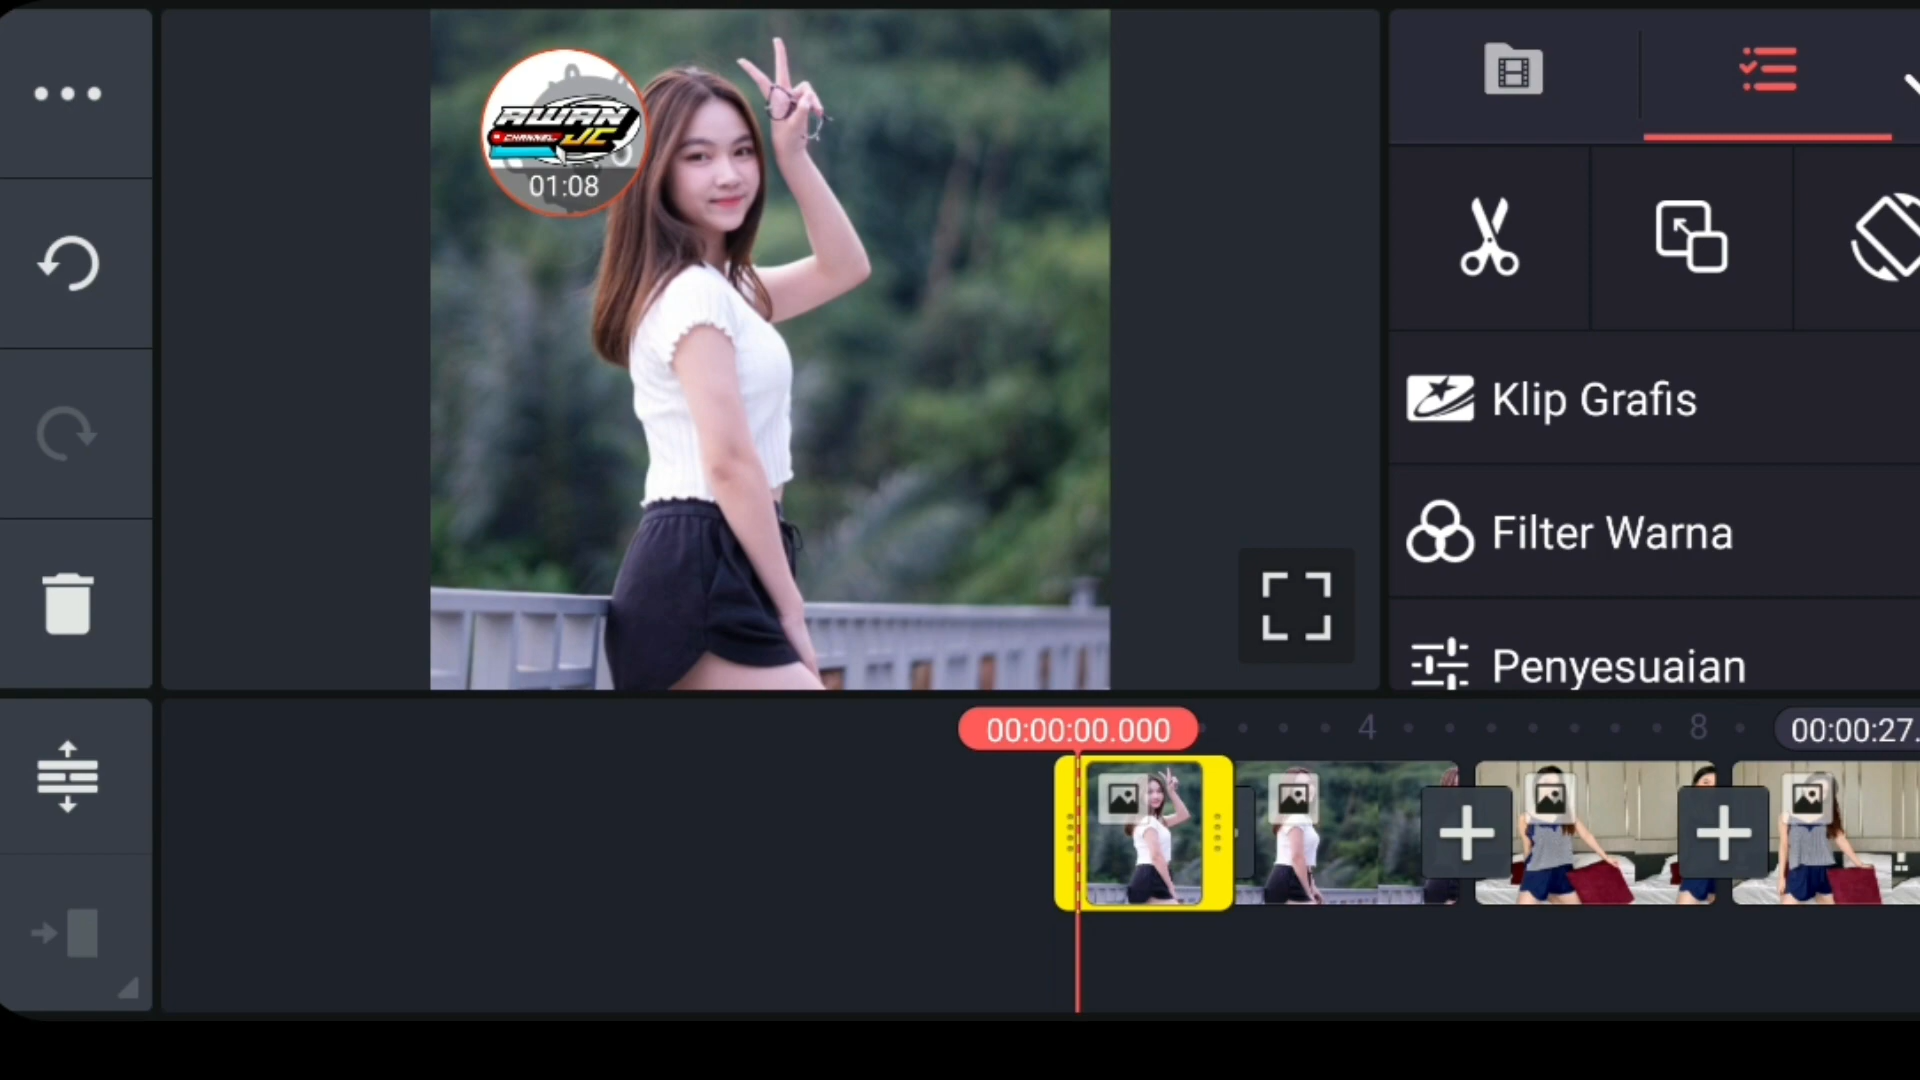 AWAN
CHANNEL JC
01:08
Klip Grafis
Filter Warna
Penyesuaian
00:00:00.000
4
8
00:00:27.